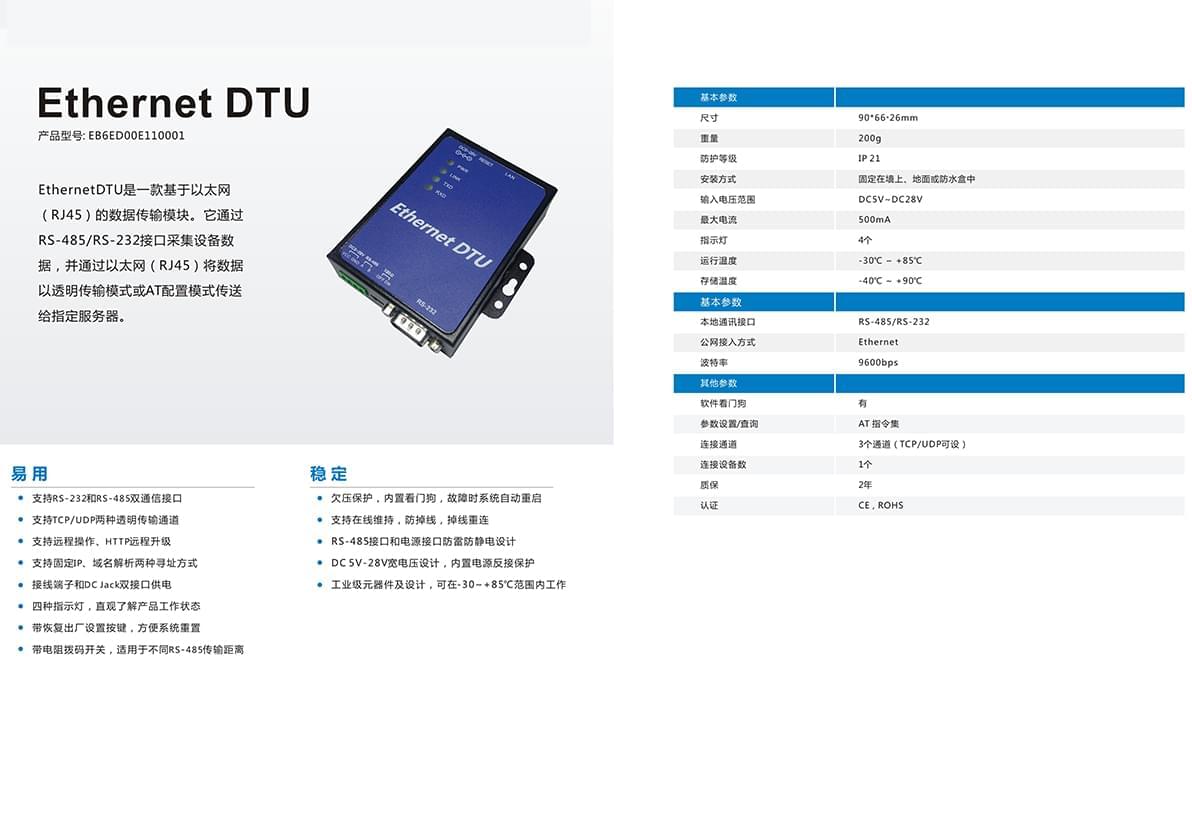 Ethernet DTU
产品型号: EB6ED00E110001
EthernetDTU是一款基于以太网
（RJ45）的数据传输模块。它通过
RS-485/RS-232接口采集设备数
据，并通过以太网（RJ45）将数据
以透明传输模式或AT配置模式传送
给指定服务器。
DC9-28V RESET LAN
PWR
LINK
TXD
RXD
Ethernet DTU
DC9-28V RS-485 120Ω
VCC GND A B OFF ON
RS-232
易用
支持RS-232和RS-485双通信接口
支持TCP/UDP两种透明传输通道
支持远程操作、HTTP远程升级
支持固定IP、域名解析两种寻址方式
接线端子和DC Jack双接口供电
四种指示灯，直观了解产品工作状态
带恢复出厂设置按键，方便系统重置
带电阻拨码开关，适用于不同RS-485传输距离
稳定
欠压保护，内置看门狗，故障时系统自动重启
支持在线维持，防掉线，掉线重连
RS-485接口和电源接口防雷防静电设计
DC 5V-28V宽电压设计，内置电源反接保护
工业级元器件及设计，可在-30~+85℃范围内工作
基本参数
尺寸 90*66*26mm
重量 200g
防护等级 IP 21
安装方式 固定在墙上、地面或防水盒中
输入电压范围 DC5V~DC28V
最大电流 500mA
指示灯 4个
运行温度 -30℃ ~ +85℃
存储温度 -40℃ ~ +90℃
基本参数
本地通讯接口 RS-485/RS-232
公网接入方式 Ethernet
波特率 9600bps
其他参数
软件看门狗 有
参数设置/查询 AT 指令集
连接通道 3个通道（TCP/UDP可设）
连接设备数 1个
质保 2年
认证 CE , ROHS